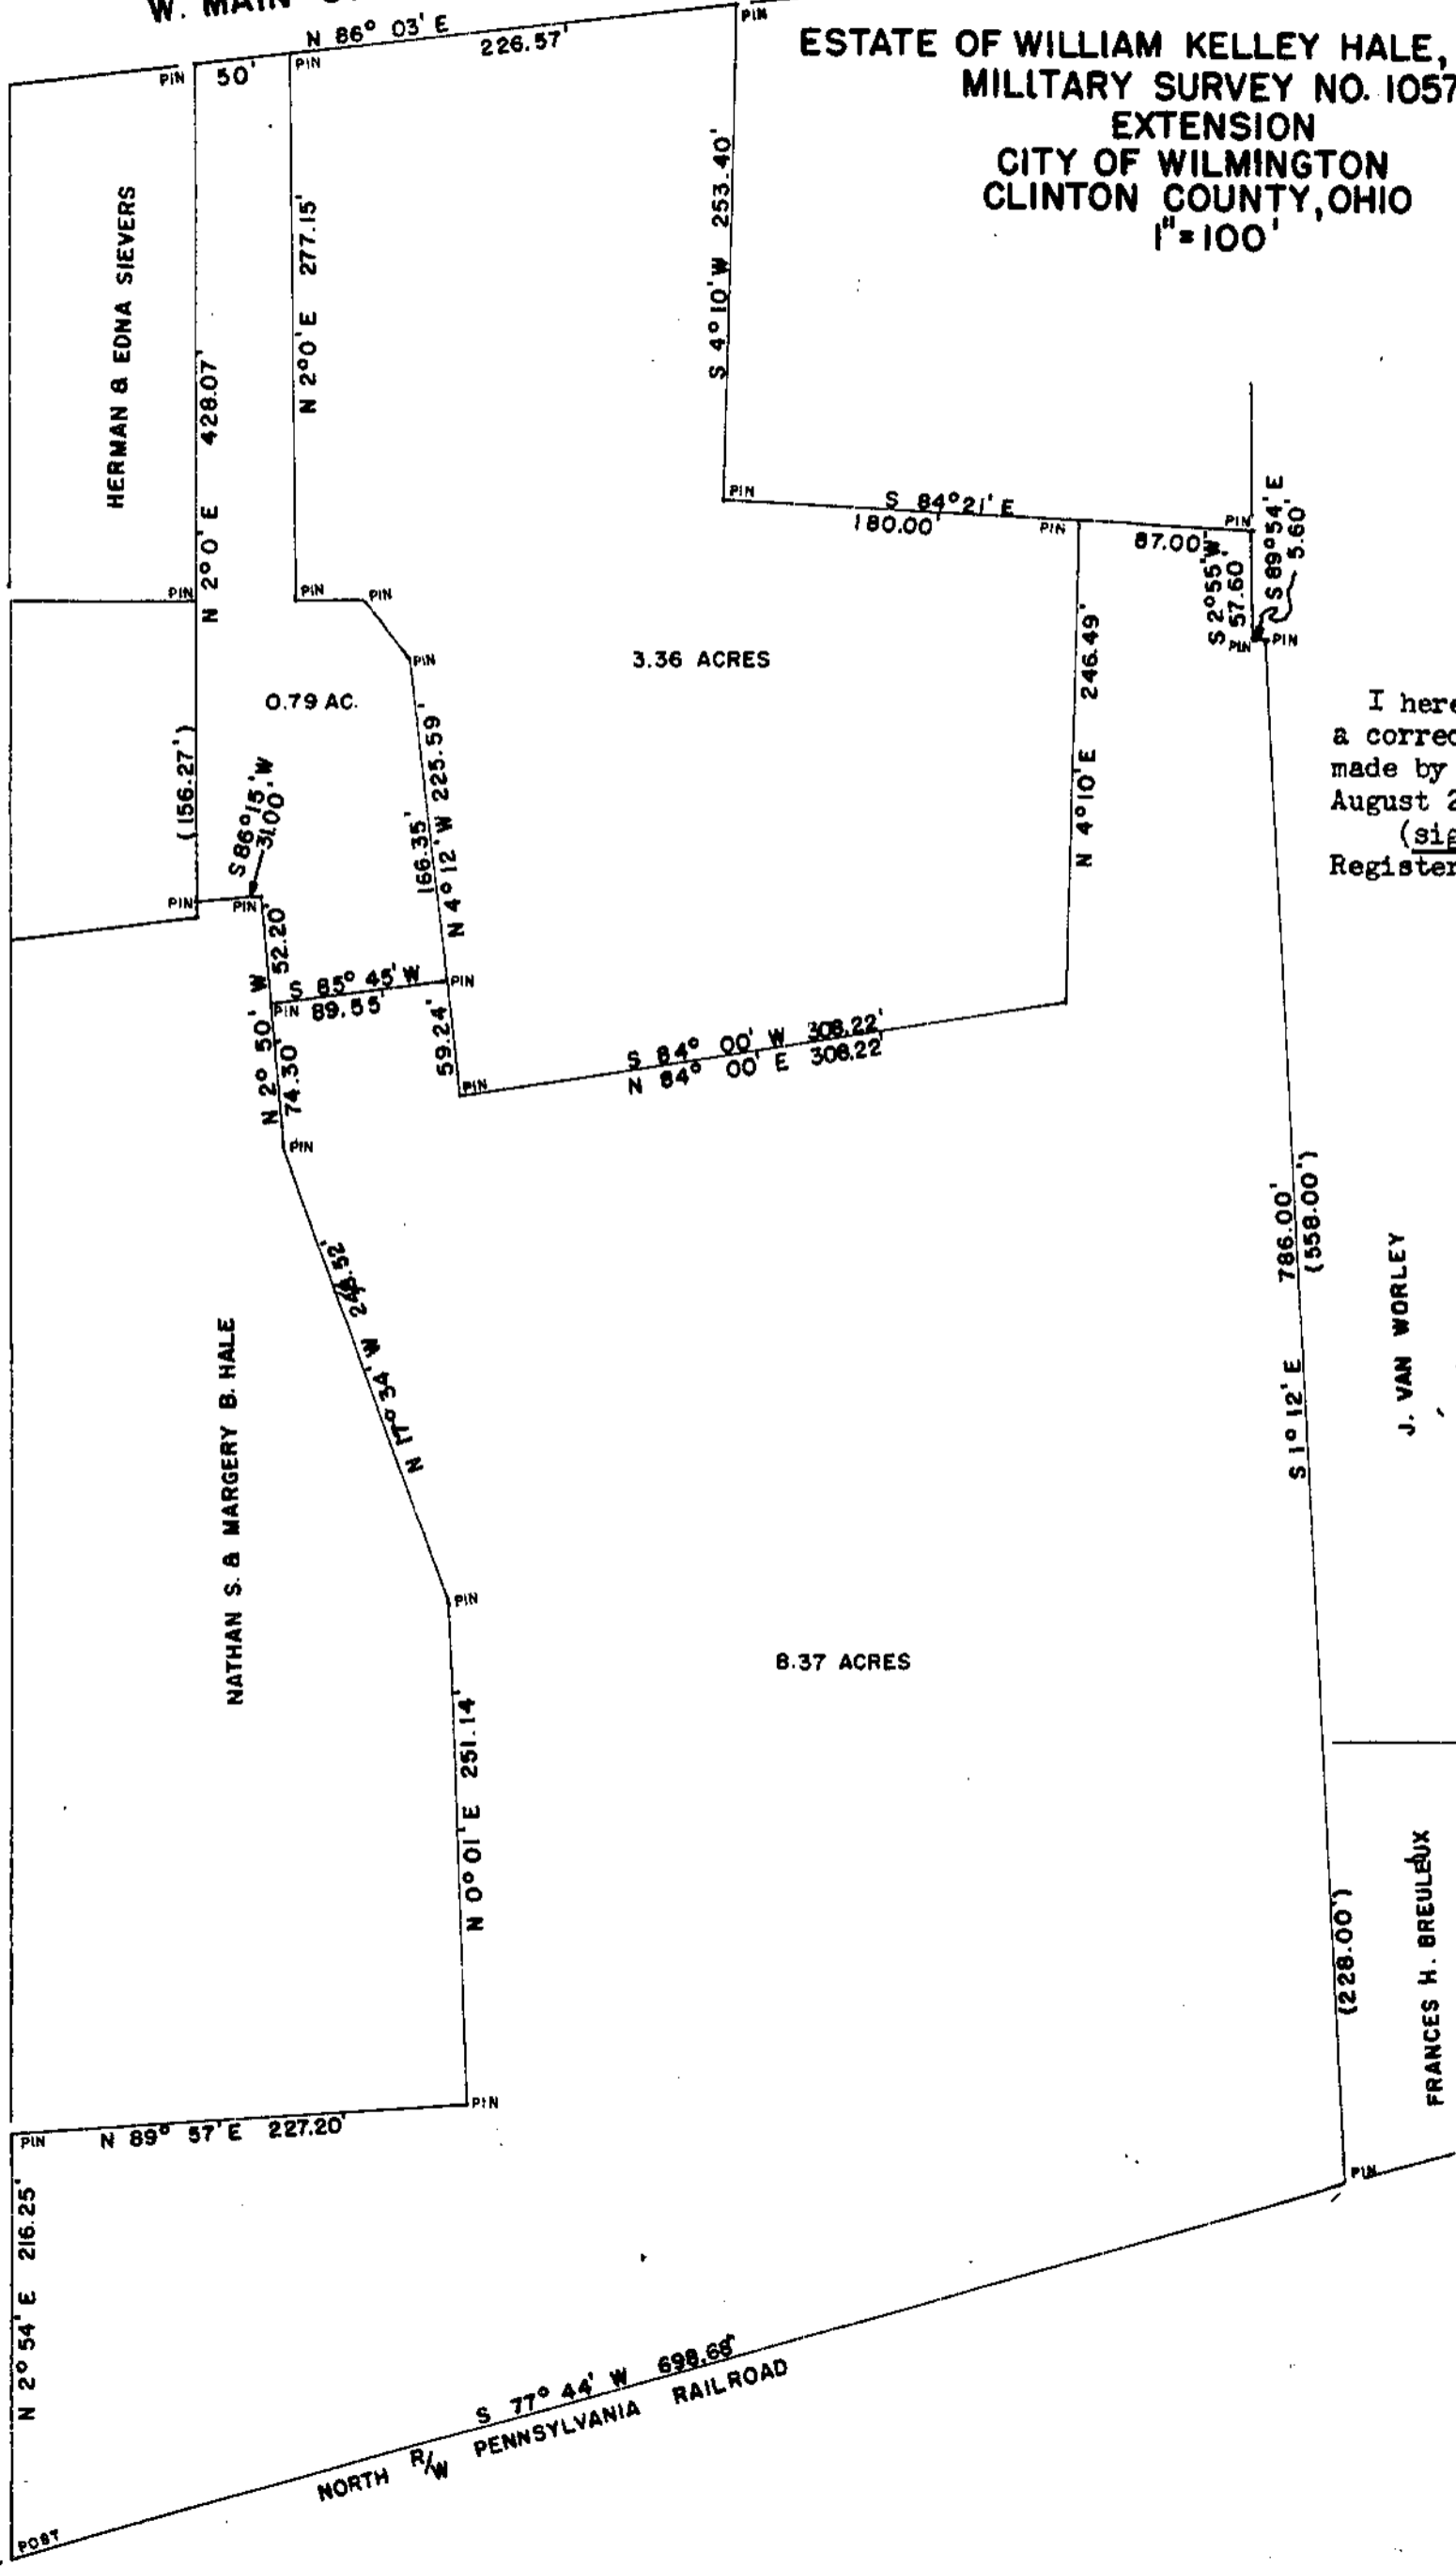 W. MAIN
N 86° 03' E
226.57'
PIN
PIN
50'
PIN
ESTATE OF WILLIAM KELLEY HALE,
MILITARY SURVEY NO. 1057
EXTENSION
CITY OF WILMINGTON
CLINTON COUNTY, OHIO
1"=100'
HERMAN & EDNA SIEVERS
N 2°0'E 428.07'
N 2°0'E 277.15'
S 4°10'W 253.40'
PIN
S 84°21'E
180.00'
PIN
87.00'
PIN
S 2°55'W
57.60'
S 89°54'E
5.60'
PIN
PIN
PIN
PIN
PIN
PIN
3.36 ACRES
0.79 AC.
(156.27')
S 86°15'W
31.00'
PIN
PIN
N 4°12'W 225.59'
166.35'
N 4°10'E 246.49'
I here
a correc
made by
August 2
(sig
Register
52.20'
S 85° 45' W
89.55'
PIN
PIN
N 2° 50' W
74.30'
59.24'
PIN
S 84° 00' W 308.22'
N 84° 00' E 308.22'
PIN
N 17° 34' W
786.00'
(558.00')
S 1° 12' E
J. VAN WORLEY
NATHAN S. & MARGERY B. HALE
PIN
8.37 ACRES
N 0° 01' E 251.14'
(228.00')
FRANCES H. BREULEUX
PIN
PIN
N 89° 57' E 227.20'
PIN
N 2° 54' E 216.25'
S 77° 44' W 698.68'
NORTH R/W PENNSYLVANIA RAILROAD
POST